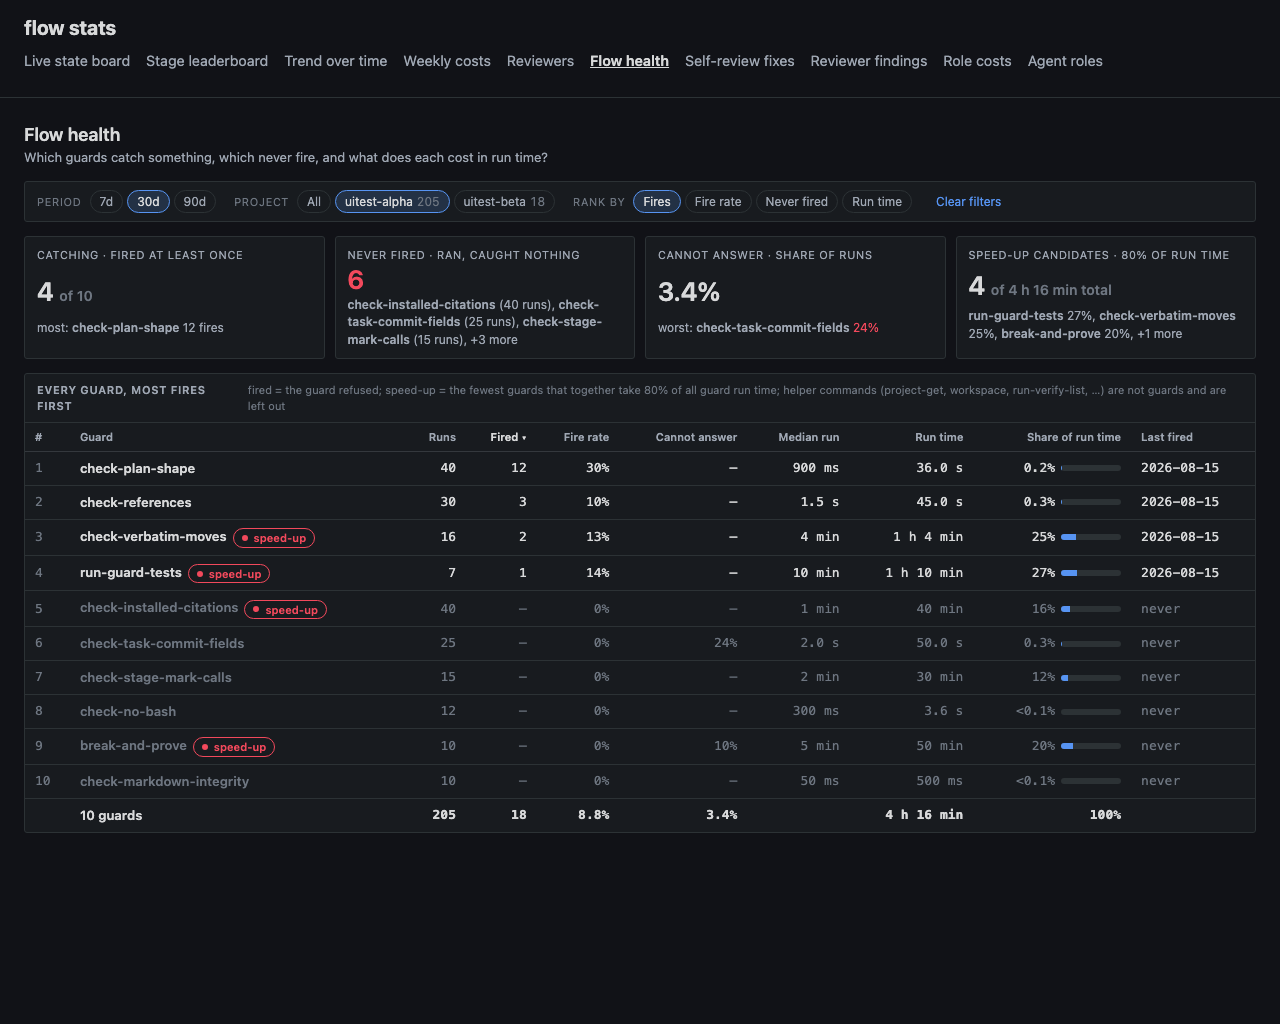 flow stats
Live state board Stage leaderboard Trend over time Weekly costs Reviewers Flow health Self-review fixes Reviewer findings Role costs Agent roles
Flow health
Which guards catch something, which never fire, and what does each cost in run time?
PERIOD 7d 30d 90d PROJECT All uitest-alpha 205 uitest-beta 18 RANK BY Fires Fire rate Never fired Run time Clear filters
CATCHING · FIRED AT LEAST ONCE
4 of 10
most: check-plan-shape 12 fires
NEVER FIRED · RAN, CAUGHT NOTHING
6
check-installed-citations (40 runs), check-
task-commit-fields (25 runs), check-stage-
mark-calls (15 runs), +3 more
CANNOT ANSWER · SHARE OF RUNS
3.4%
worst: check-task-commit-fields 24%
SPEED-UP CANDIDATES · 80% OF RUN TIME
4 of 4 h 16 min total
run-guard-tests 27%, check-verbatim-moves
25%, break-and-prove 20%, +1 more
EVERY GUARD, MOST FIRES
FIRST
fired = the guard refused; speed-up = the fewest guards that together take 80% of all guard run time; helper commands (project-get, workspace, run-verify-list, …) are not guards and are
left out
# Guard Runs Fired ▾ Fire rate Cannot answer Median run Run time Share of run time Last fired
1 check-plan-shape 40 12 30% — 900 ms 36.0 s 0.2% 2026-08-15
2 check-references 30 3 10% — 1.5 s 45.0 s 0.3% 2026-08-15
3 check-verbatim-moves speed-up 16 2 13% — 4 min 1 h 4 min 25% 2026-08-15
4 run-guard-tests speed-up 7 1 14% — 10 min 1 h 10 min 27% 2026-08-15
5 check-installed-citations speed-up 40 — 0% — 1 min 40 min 16% never
6 check-task-commit-fields 25 — 0% 24% 2.0 s 50.0 s 0.3% never
7 check-stage-mark-calls 15 — 0% — 2 min 30 min 12% never
8 check-no-bash 12 — 0% — 300 ms 3.6 s <0.1% never
9 break-and-prove speed-up 10 — 0% 10% 5 min 50 min 20% never
10 check-markdown-integrity 10 — 0% — 50 ms 500 ms <0.1% never
10 guards 205 18 8.8% 3.4% 4 h 16 min 100%